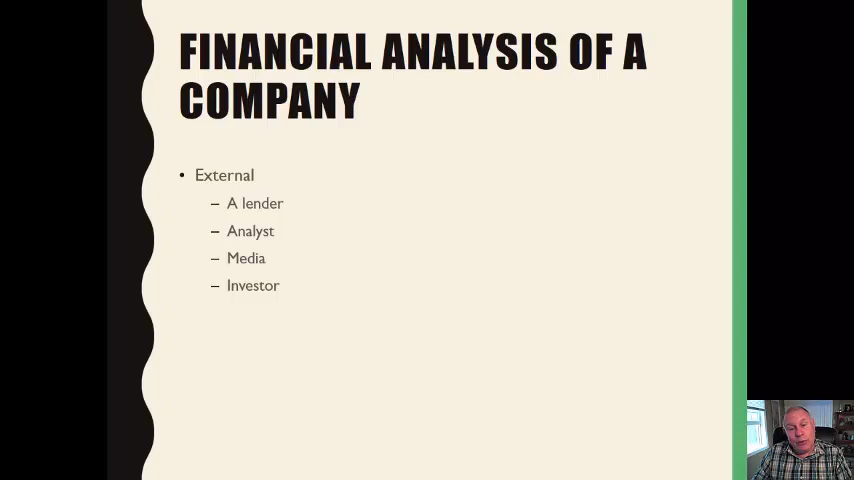 FINANCIAL ANALYSIS OF A
COMPANY
• External
– A lender
– Analyst
– Media
– Investor